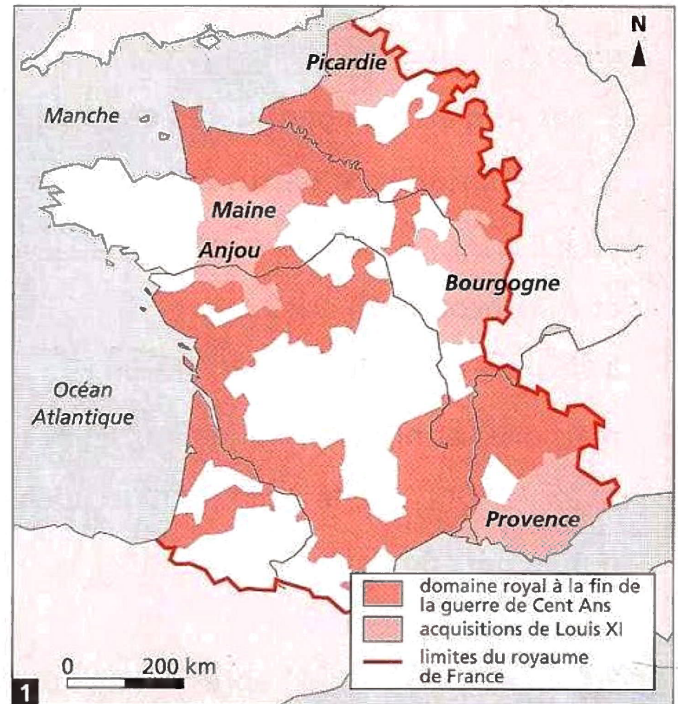 N
Picardie
Manche
Maine
Anjou
Bourgogne
Océan
Atlantique
Provence
domaine royal à la fin de
la guerre de Cent Ans
acquisitions de Louis XI
limites du royaume
de France
0 200 km
1